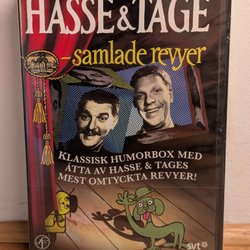 HASSE & TAGE
-samlade revyer
KLASSISK HUMORBOX MED
ÅTTA AV HASSE & TAGES
MEST OMTYCKTA REVYER!
svt